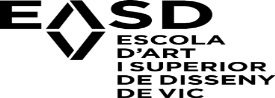 EASD
ESCOLA
D'ART
I SUPERIOR
DE DISSENY
DE VIC